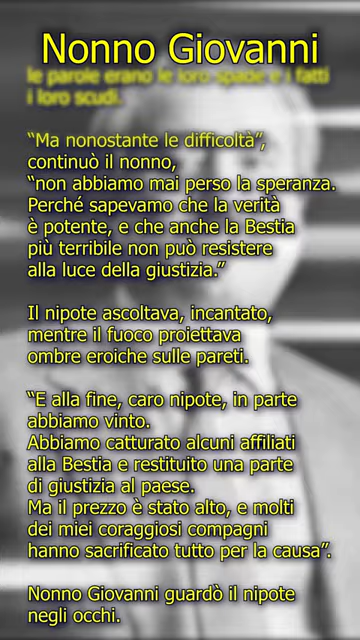 Nonno Giovanni
le parole erano le loro spade e i fatti
i loro scudi.
“Ma nonostante le difficoltà”,
continuò il nonno,
“non abbiamo mai perso la speranza.
Perché sapevamo che la verità
è potente, e che anche la Bestia
più terribile non può resistere
alla luce della giustizia.”
Il nipote ascoltava, incantato,
mentre il fuoco proiettava
ombre eroiche sulle pareti.
“E alla fine, caro nipote, in parte
abbiamo vinto.
Abbiamo catturato alcuni affiliati
alla Bestia e restituito una parte
di giustizia al paese.
Ma il prezzo è stato alto, e molti
dei miei coraggiosi compagni
hanno sacrificato tutto per la causa”.
Nonno Giovanni guardò il nipote
negli occhi.